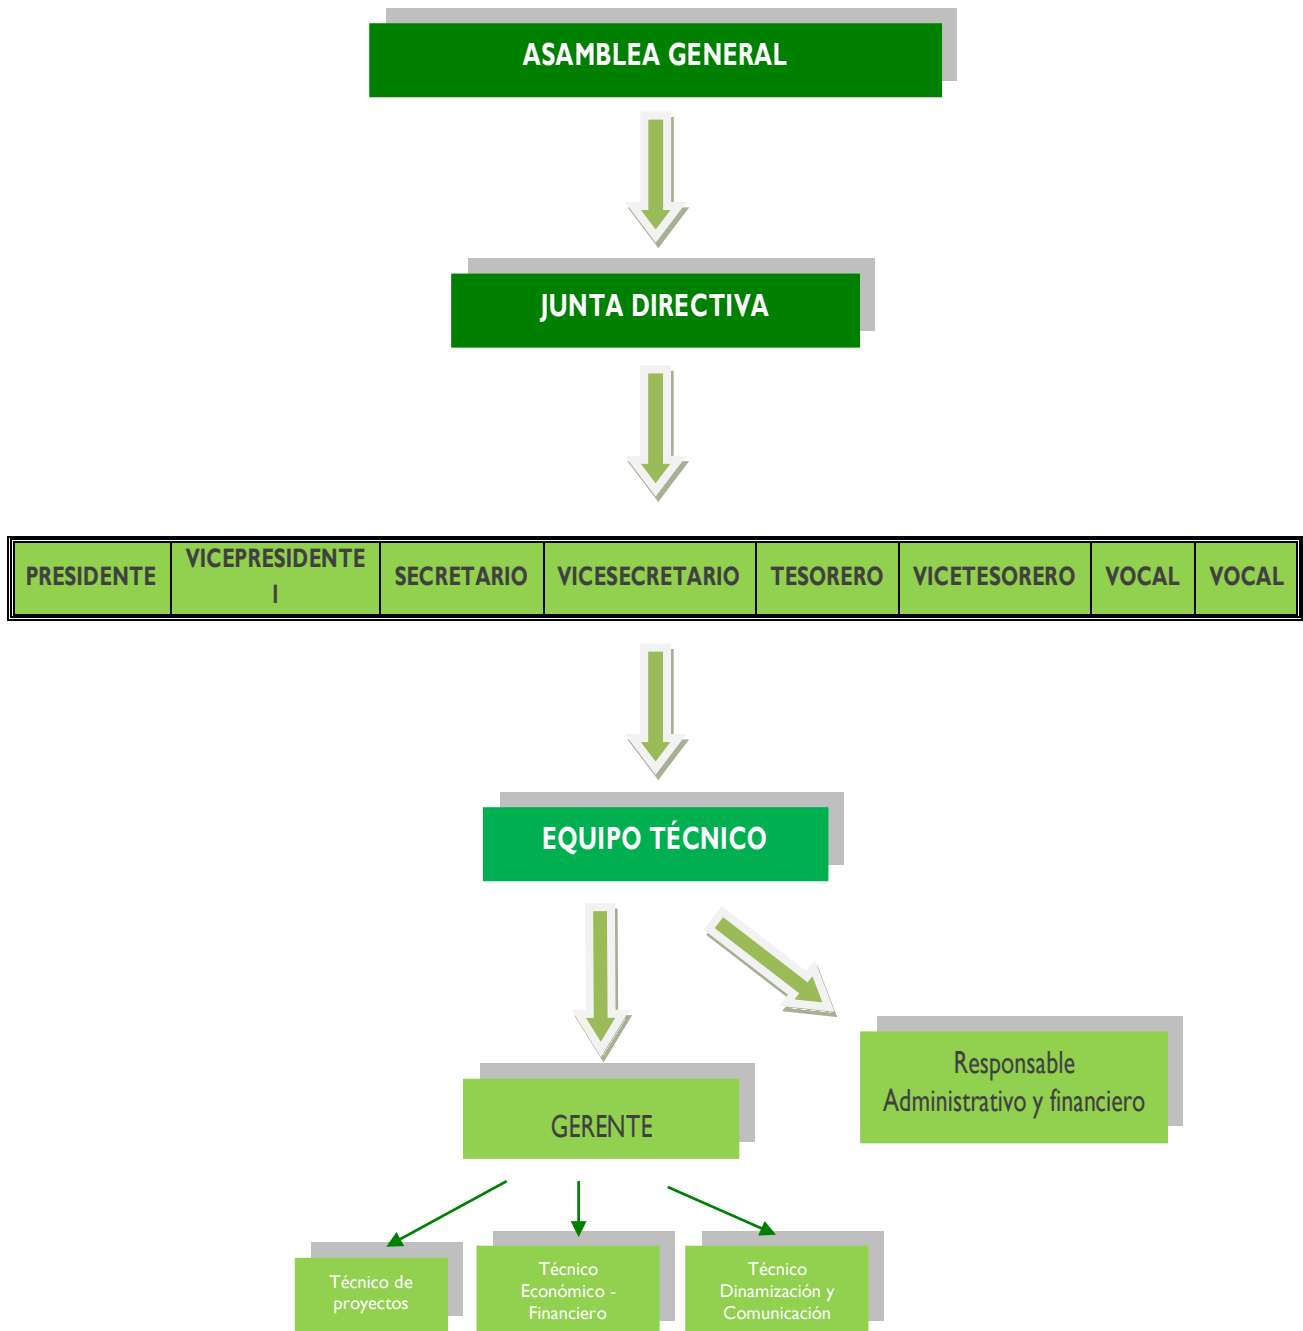 ASAMBLEA GENERAL
JUNTA DIRECTIVA
PRESIDENTE
VICEPRESIDENTE
I
SECRETARIO
VICESECRETARIO
TESORERO
VICETESORERO
VOCAL
VOCAL
EQUIPO TÉCNICO
Responsable
Administrativo y financiero
GERENTE
Técnico de
proyectos
Técnico
Económico -
Financiero
Técnico
Dinamización y
Comunicación